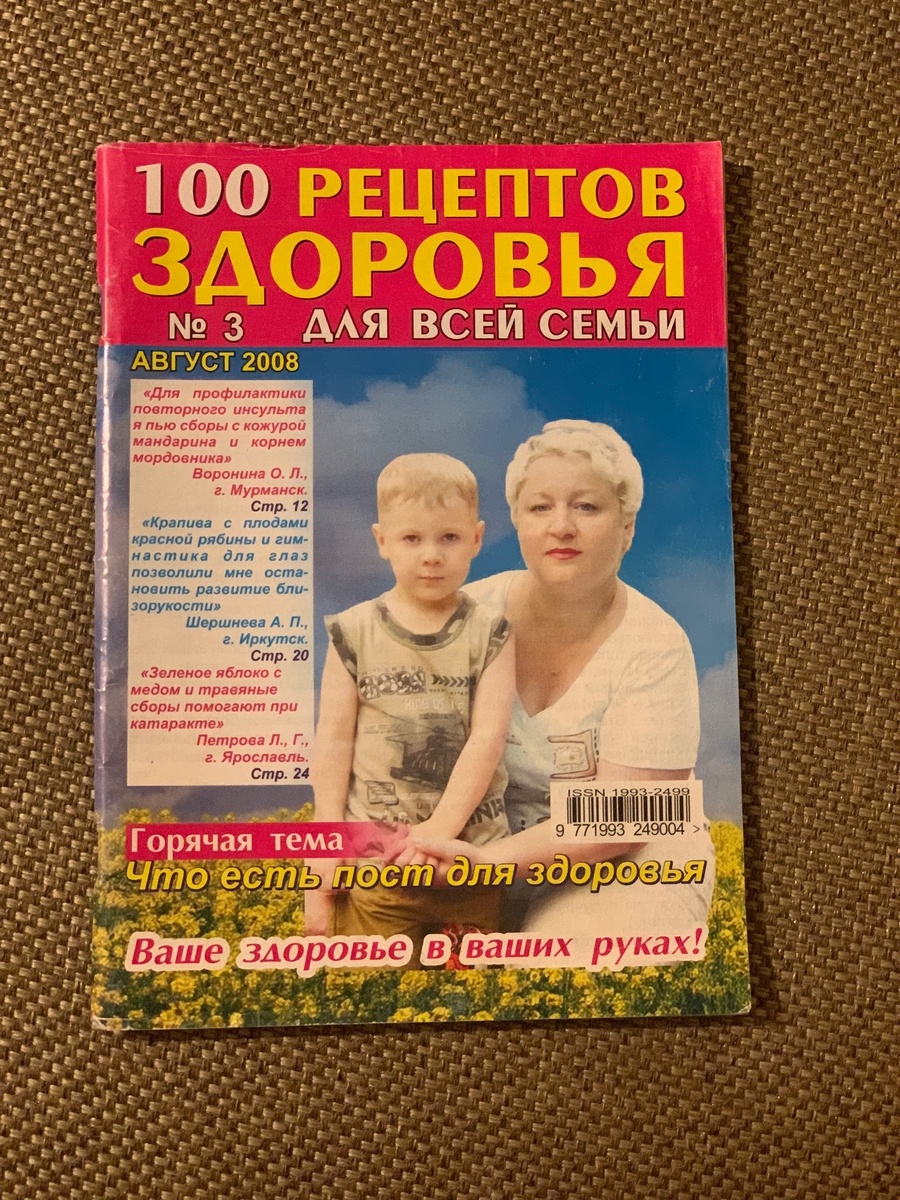 100 РЕЦЕПТОВ
ЗДОРОВЬЯ
№ 3 ДЛЯ ВСЕЙ СЕМЬИ
АВГУСТ 2008
«Для профилактики
повторного инсульта
я пью сборы с кожурой
мандарина и корнем
мордовника»
Воронина О. Л.,
г. Мурманск.
Стр. 12
«Крапива с плодами
красной рябины и гим-
настика для глаз
позволили мне оста-
новить развитие бли-
зорукости»
Шершнева А. П.,
г. Иркутск.
Стр. 20
«Зеленое яблоко с
медом и травяные
сборы помогают при
катаракте»
Петрова Л., Г.,
г. Ярославль.
Стр. 24
ISSN 1993-2499
9 771993 249004 >
Горячая тема
Что есть пост для здоровья
Ваше здоровье в ваших руках!